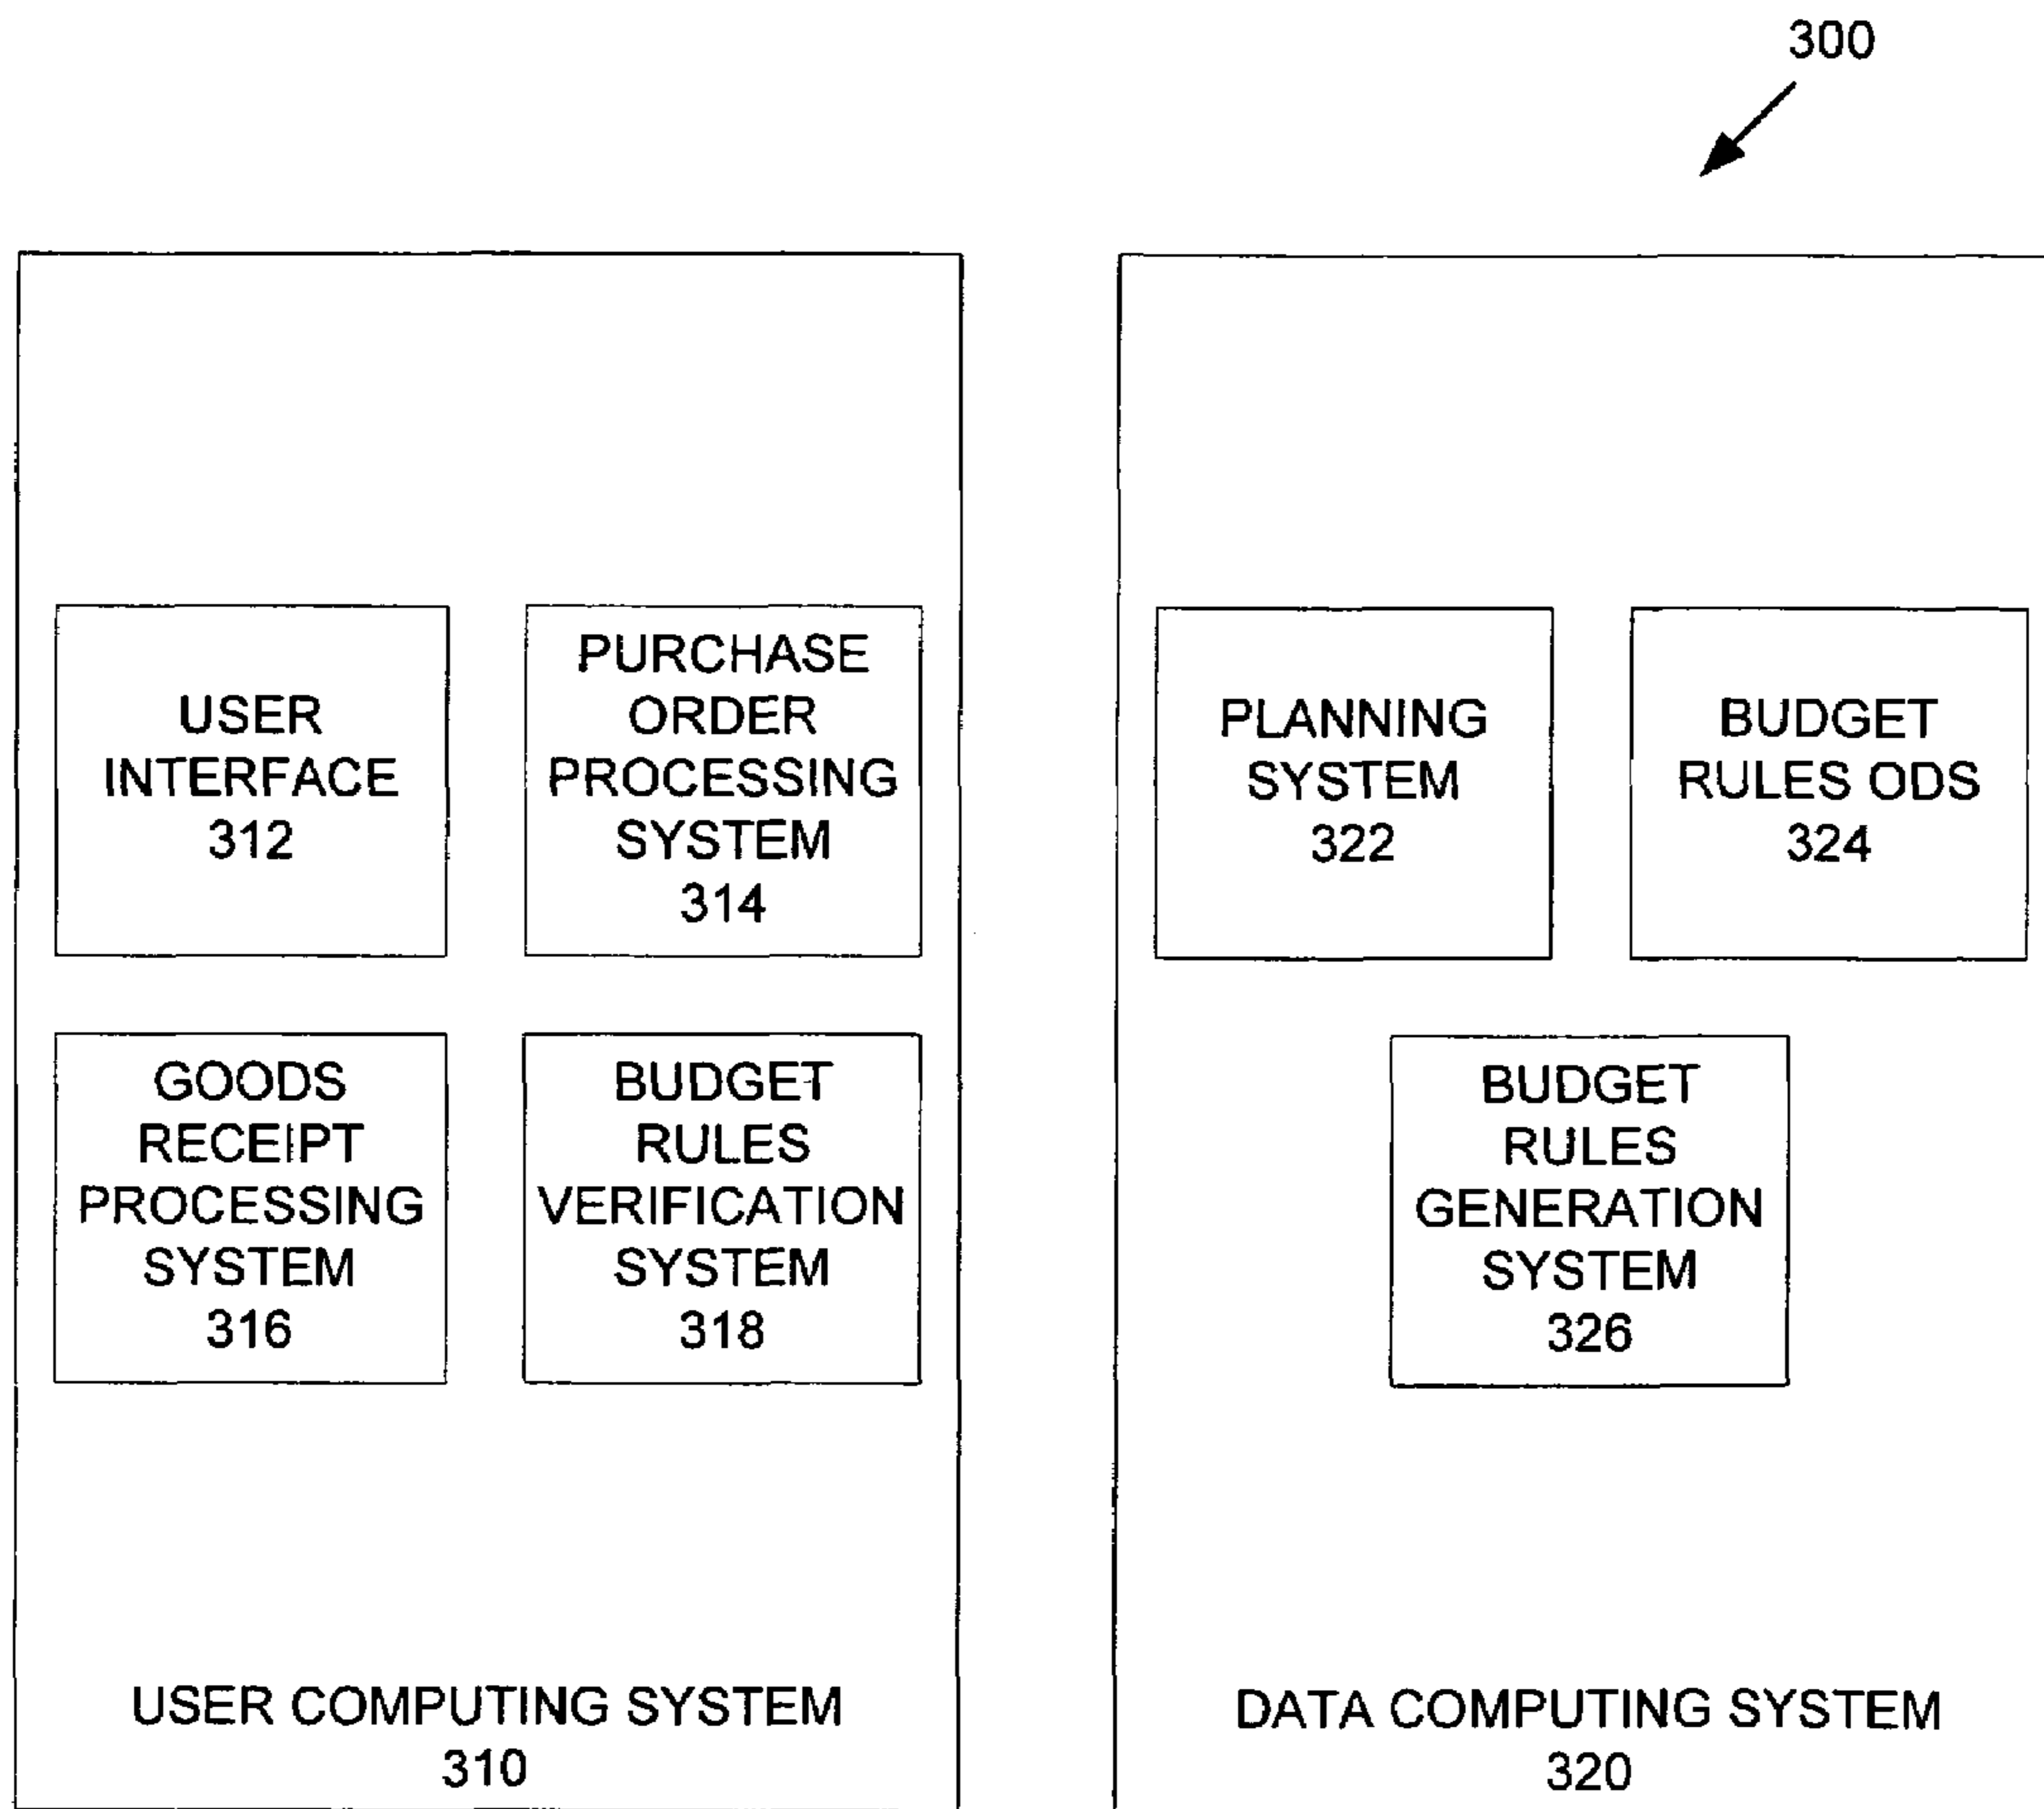 300
USER
INTERFACE
312
PURCHASE
ORDER
PROCESSING
SYSTEM
314
GOODS
RECEIPT
PROCESSING
SYSTEM
316
BUDGET
RULES
VERIFICATION
SYSTEM
318
USER COMPUTING SYSTEM
310
PLANNING
SYSTEM
322
BUDGET
RULES ODS
324
BUDGET
RULES
GENERATION
SYSTEM
326
DATA COMPUTING SYSTEM
320